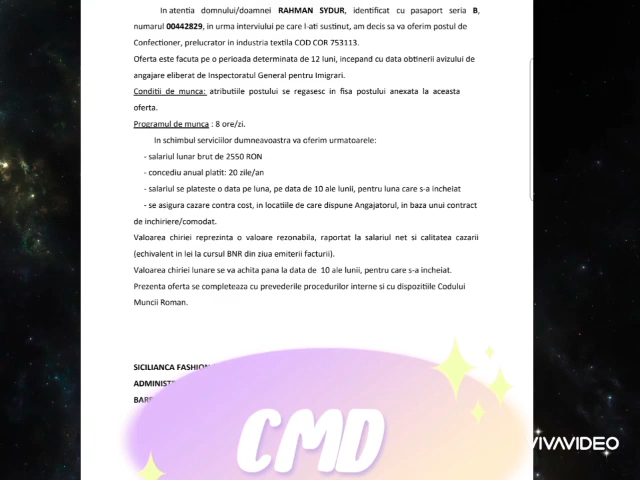 In atentia domnului/doamnei RAHMAN SYDUR, identificat cu pasaport seria B,
numarul 00442829, in urma interviului pe care l-ati sustinut, am decis sa va oferim postul de
Confectioner, prelucrator in industria textila COD COR 753113.
Oferta este facuta pe o perioada determinata de 12 luni, incepand cu data obtinerii avizului de
angajare eliberat de Inspectoratul General pentru Imigrari.
Conditii de munca: atributiile postului se regasesc in fisa postului anexata la aceasta
oferta.
Programul de munca : 8 ore/zi.
In schimbul serviciilor dumneavoastra va oferim urmatoarele:
- salariul lunar brut de 2550 RON
- concediu anual platit: 20 zile/an
- salariul se plateste o data pe luna, pe data de 10 ale lunii, pentru luna care s-a incheiat
- se asigura cazare contra cost, in locatiile de care dispune Angajatorul, in baza unui contract
de inchiriere/comodat.
Valoarea chiriei reprezinta o valoare rezonabila, raportat la salariul net si calitatea cazarii
(echivalent in lei la cursul BNR din ziua emiterii facturii).
Valoarea chiriei lunare se va achita pana la data de 10 ale lunii, pentru care s-a incheiat.
Prezenta oferta se completeaza cu prevederile procedurilor interne si cu dispozitiile Codului
Muncii Roman.
SICILIANCA FASHION
CMD
VIVAVIDEO